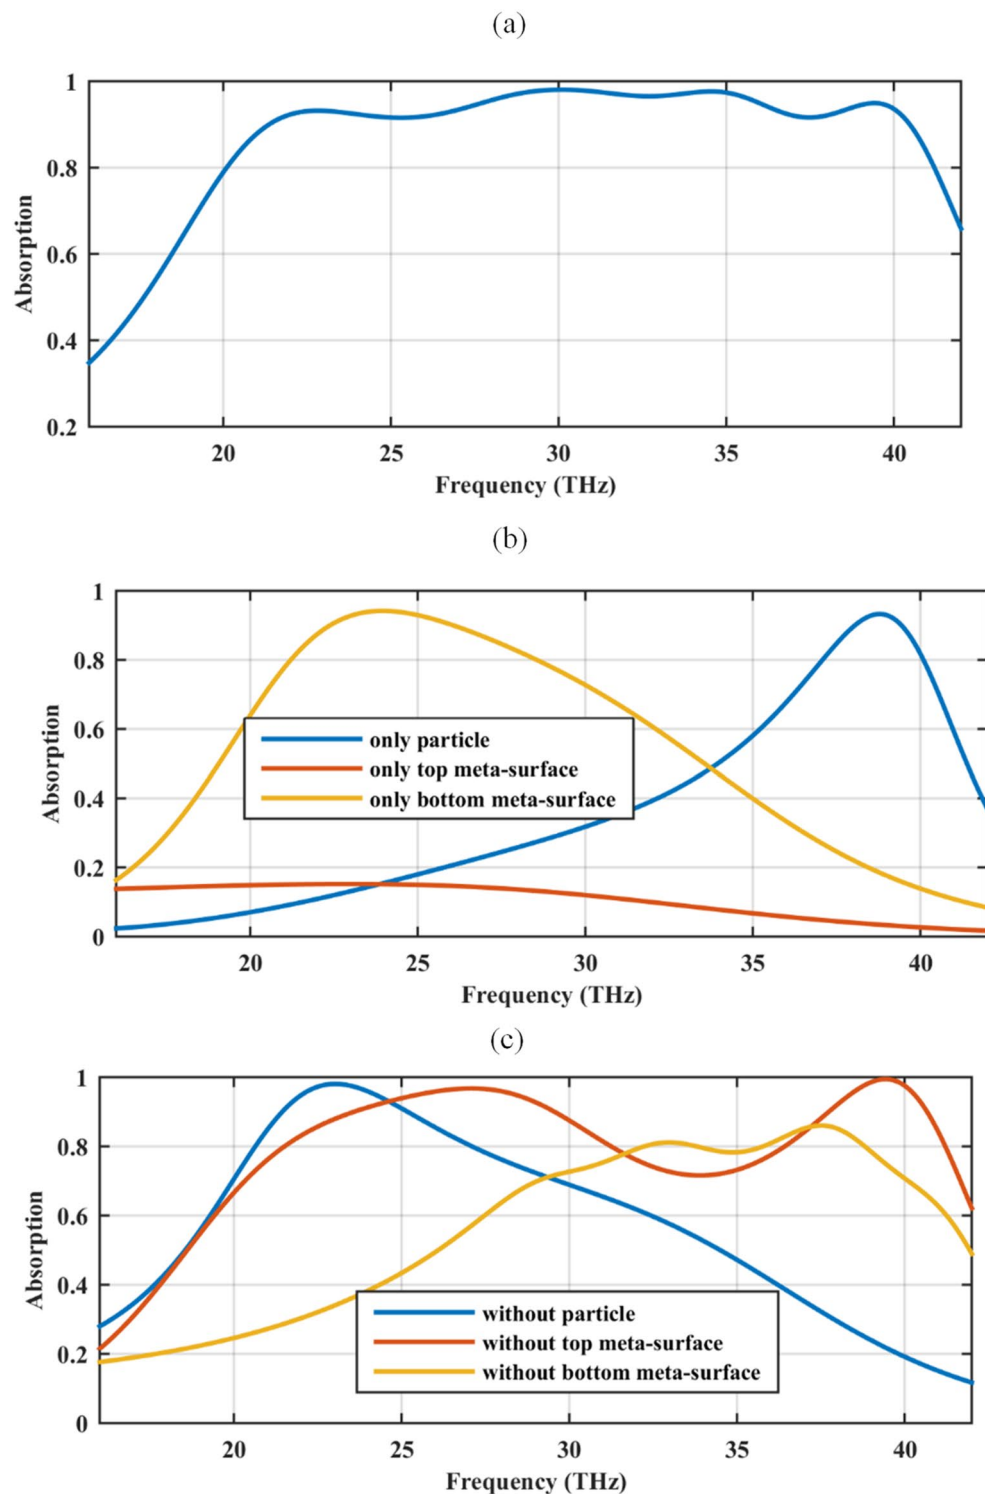 (a)
1
0.8
0.6
0.4
0.2
Absorption
20 25 30 35 40
Frequency (THz)
(b)
1
0.8
0.6
0.4
0.2
0
Absorption
only particle
only top meta-surface
only bottom meta-surface
20 25 30 35 40
Frequency (THz)
(c)
1
0.8
0.6
0.4
0.2
0
Absorption
without particle
without top meta-surface
without bottom meta-surface
20 25 30 35 40
Frequency (THz)